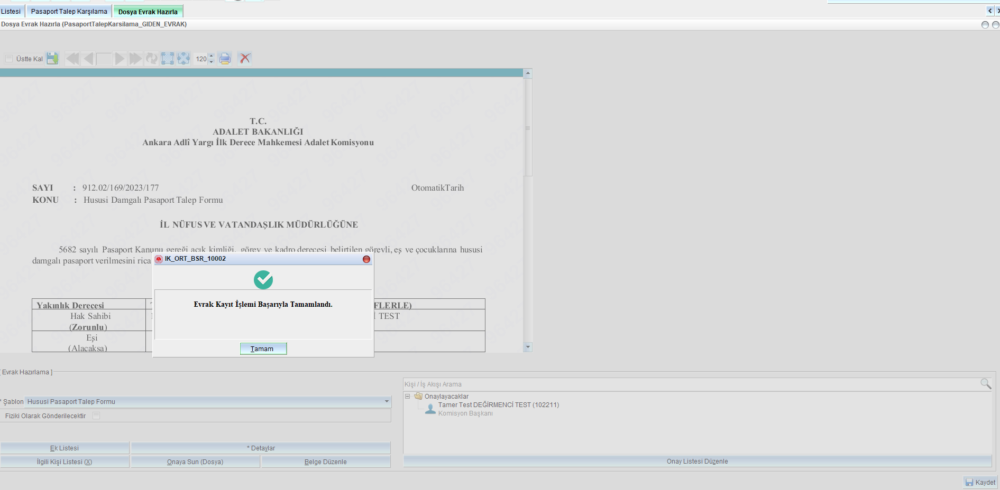 Listesi
Pasaport Talep Karşılama
Dosya Evrak Hazırla
Dosya Evrak Hazırla (PasaportTalepKarsilama_GIDEN_EVRAK)
Üstte Kal
120
T.C.
ADALET BAKANLIĞI
Ankara Adlî Yargı İlk Derece Mahkemesi Adalet Komisyonu
SAYI : 912.02/169/2023/177
OtomatikTarih
KONU : Hususi Damgalı Pasaport Talep Formu
İL NÜFUS VE VATANDAŞLIK MÜDÜRLÜĞÜNE
5682 sayılı Pasaport Kanunu gereği açık kimliği, görev ve kadro derecesi belirtilen görevli, eş ve çocuklarına hususi
damgalı pasaport verilmesini rica
IK_ORT_BSR_10002
Evrak Kayıt İşlemi Başarıyla Tamamlandı.
Tamam
Yakınlık Derecesi
FLERLE)
Hak Sahibi
(Zorunlu)
TEST
Eşi
(Alacaksa)
[ Evrak Hazırlama ]
* Şablon Hususi Pasaport Talep Formu
Fiziki Olarak Gönderilecektir
Ek Listesi
* Detaylar
İlgili Kişi Listesi (X)
Onaya Sun (Dosya)
Belge Düzenle
Kişi / İş Akışı Arama
Onaylayacaklar
Tamer Test DEĞİRMENCİ TEST (102211)
Komisyon Başkanı
Onay Listesi Düzenle
Kaydet
96427